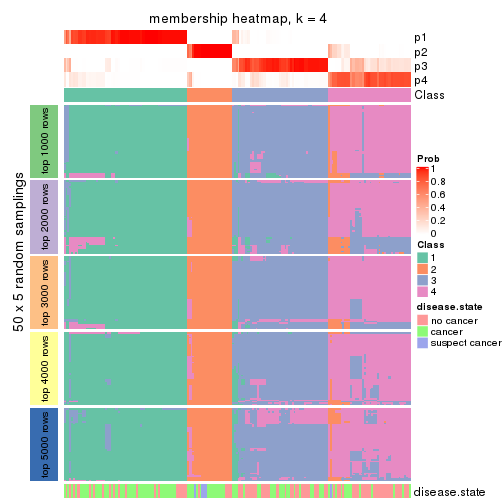 membership heatmap, k = 4
p1
p2
p3
p4
Class
50 x 5 random samplings
top 1000 rows
top 2000 rows
top 3000 rows
top 4000 rows
top 5000 rows
disease.state
Prob
1
0.8
0.6
0.4
0.2
0
Class
1
2
3
4
disease.state
no cancer
cancer
suspect cancer